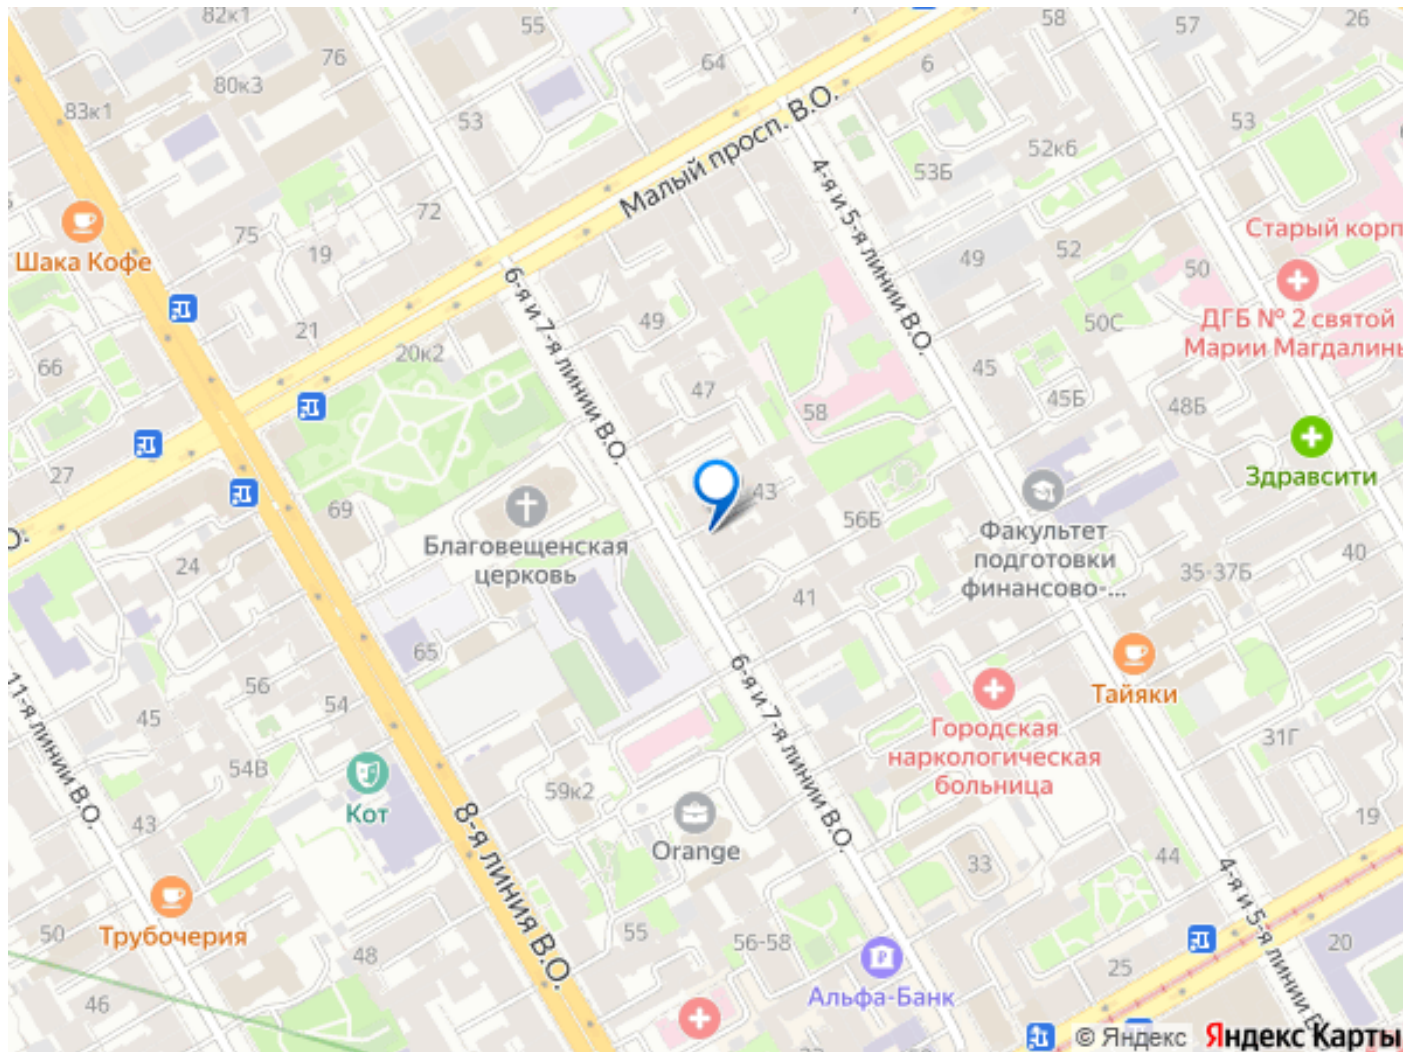 82к1
55
58
57
26
76
64
6
80к3
83к1
53
53
Малый просп. В.О.
52к6
53Б
72
4-я и 5-я линии В.О.
75
19
Шака Кофе
52
49
Старый корп
50
6-я и 7-я линии В.О.
21
49
50С
ДГБ № 2 святой
Марии Магдалины
20к2
66
45
47
45Б
48Б
58
27
Здравсити
43
69
56Б
Факультет
подготовки
финансово-...
О.
Благовещенская
церковь
24
40
35-37Б
41
65
6-я и 7-я линии В.О.
11-я линии В.О.
56
54
45
Тайяки
Городская
наркологическая
больница
31Г
54В
59к2
Кот
8-я линия В.О.
43
Orange
19
33
44
4-я и 5-я линии В
50
Трубочерия
55
56-58
48
25
20
Альфа-Банк
46
© Яндекс Яндекс Карты